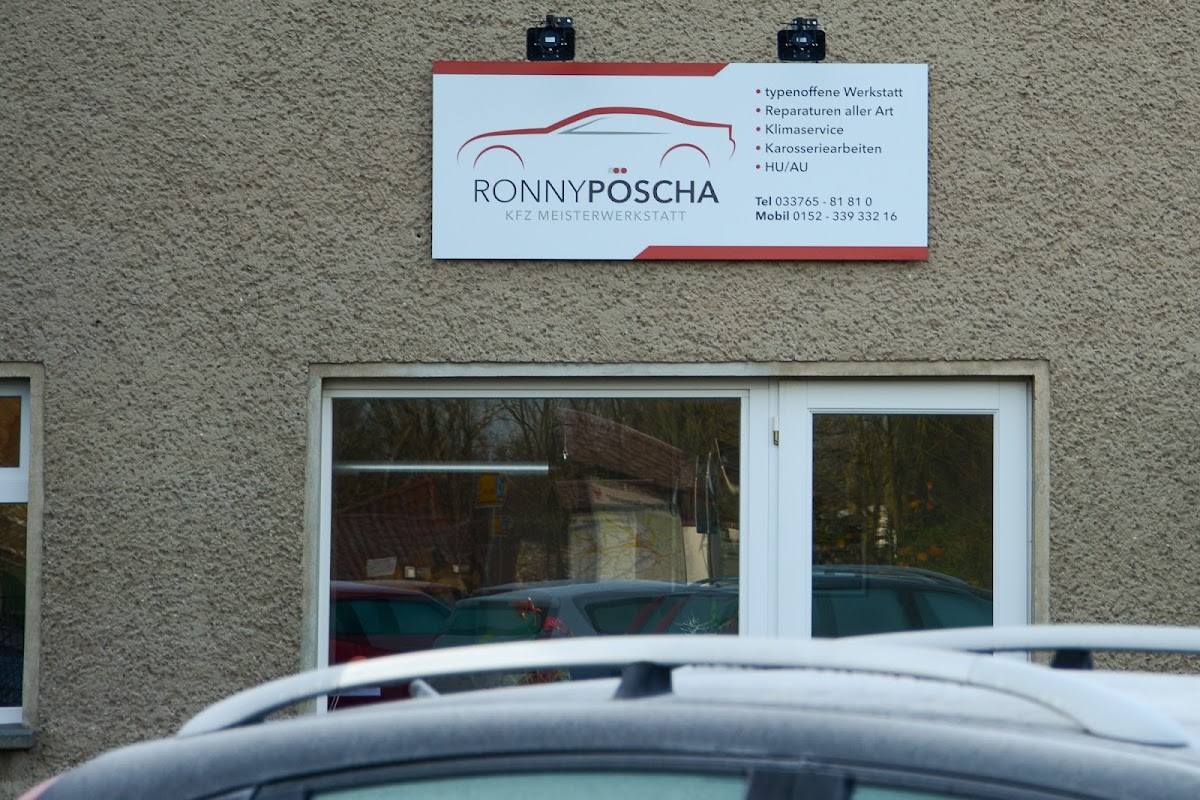 RONNYPÖSCHA
KFZ MEISTERWERKSTATT
• typenoffene Werkstatt
• Reparaturen aller Art
• Klimaservice
• Karosseriearbeiten
• HU/AU
Tel 033765 - 81 81 0
Mobil 0152 - 339 332 16